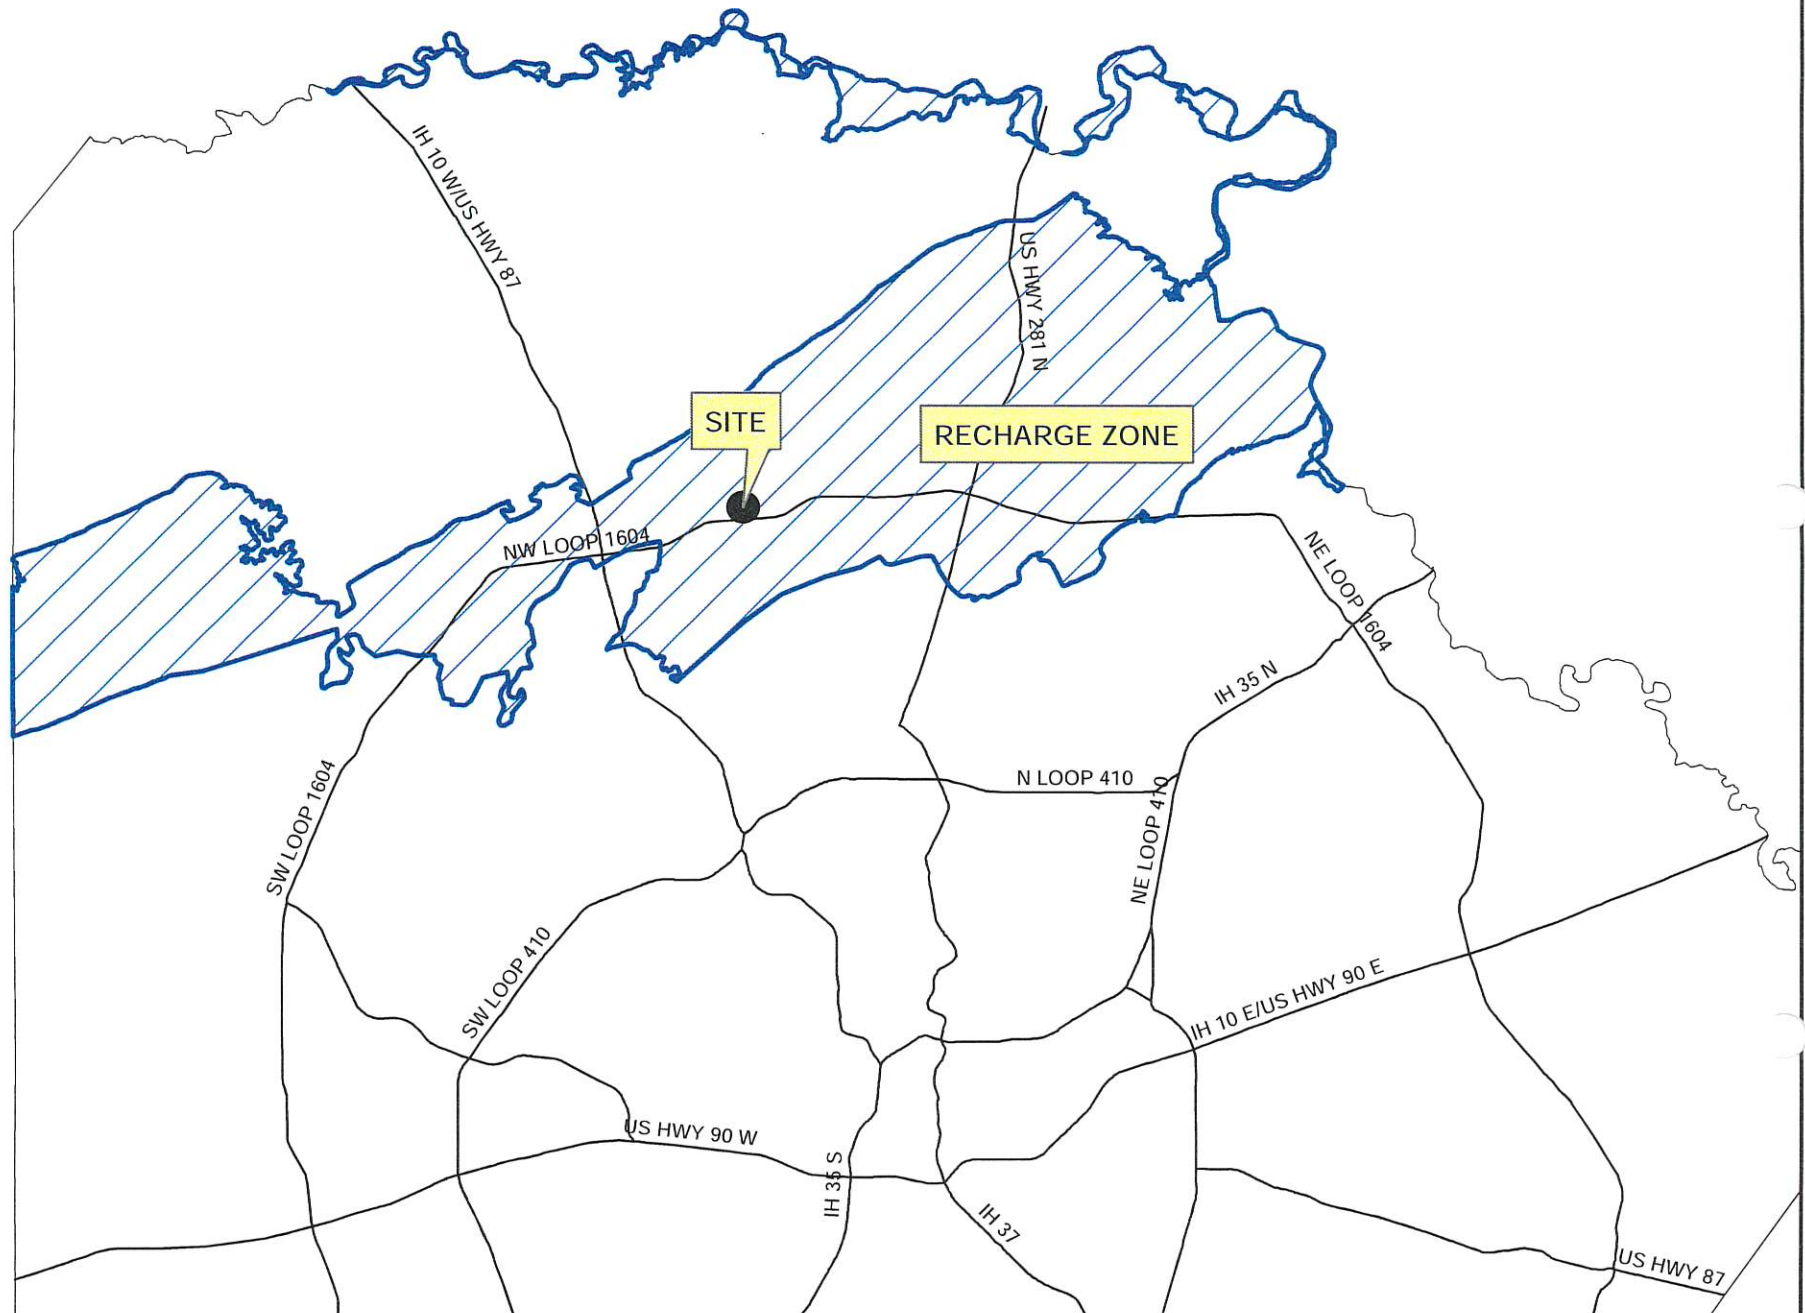 IH 10 W/US HWY 87
US HWY 281 N
SITE
RECHARGE ZONE
NW LOOP 1604
NE LOOP 1604
IH 35 N
SW LOOP 1604
N LOOP 410
NE LOOP 410
SW LOOP 410
IH 10 E/US HWY 90 E
US HWY 90 W
IH 35 S
IH 37
US HWY 87